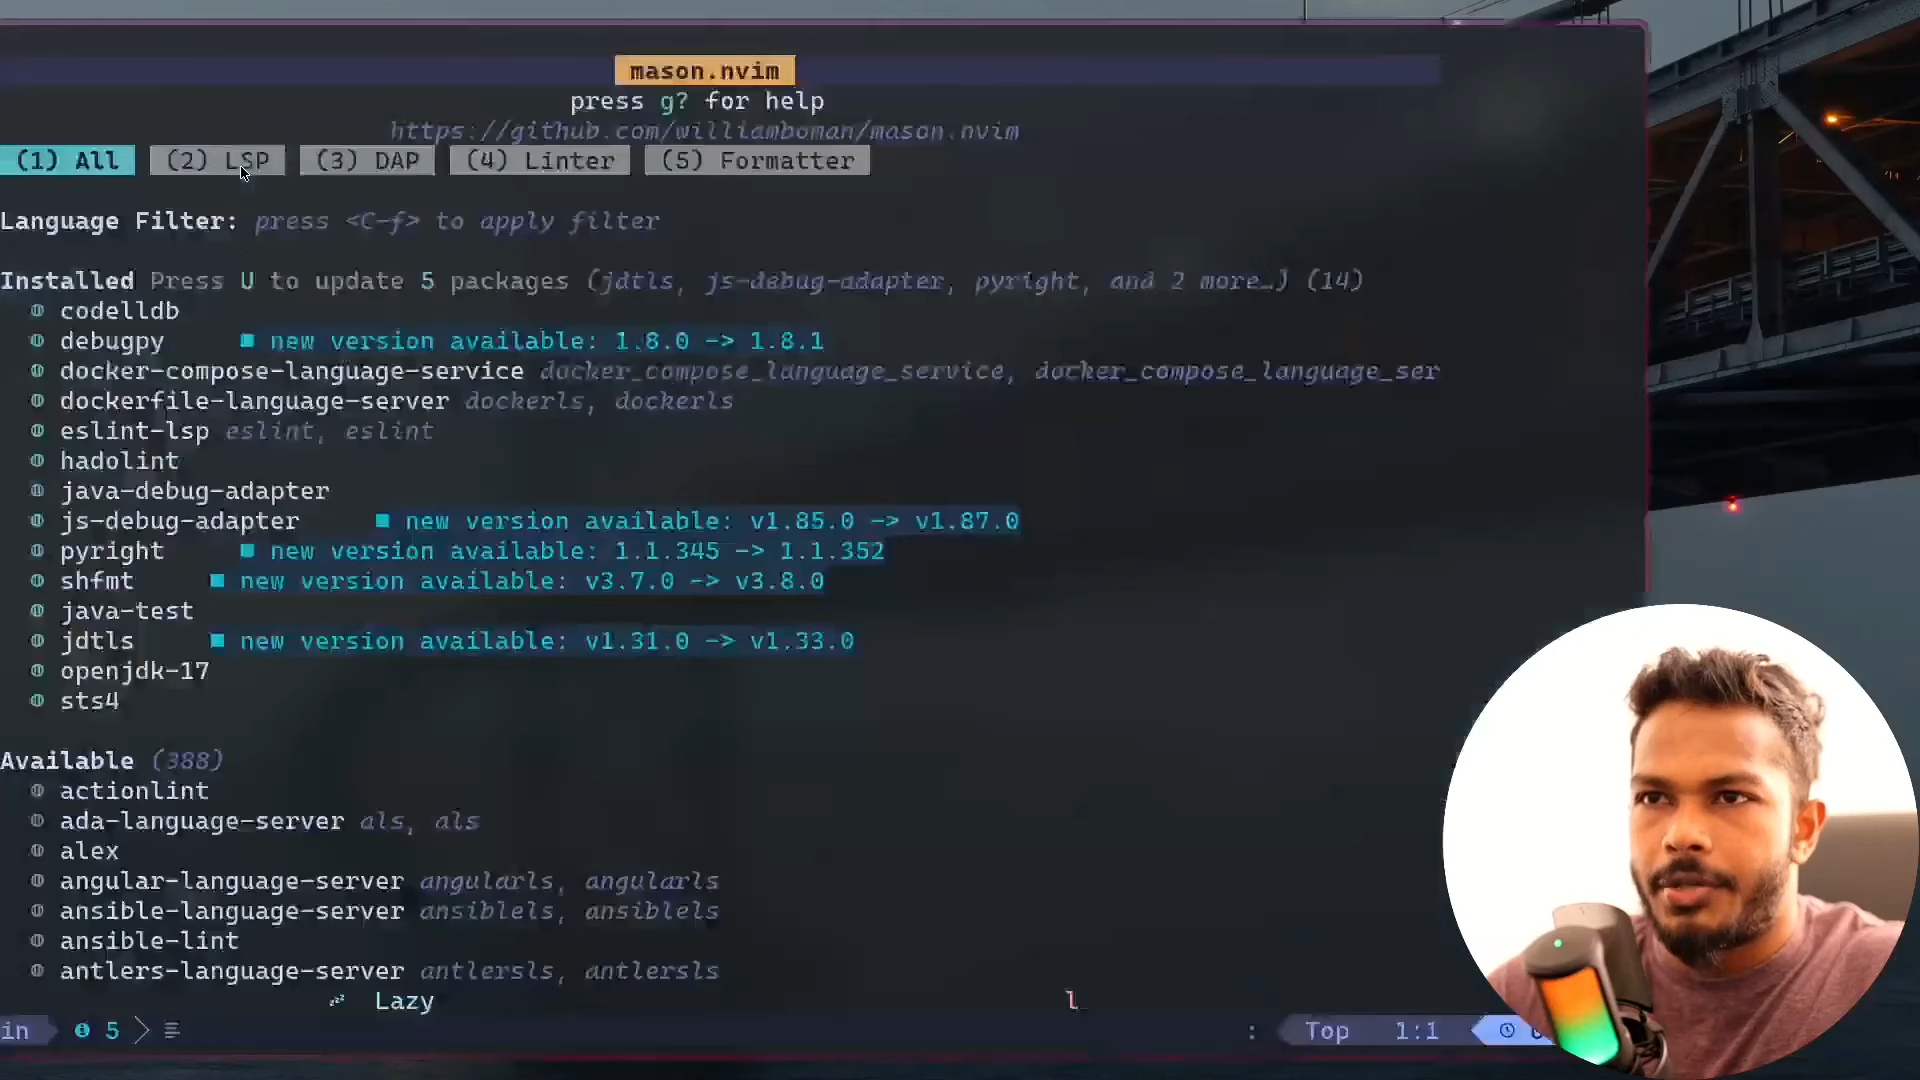 mason.nvim
press g? for help
https://github.com/williamboman/mason.nvim
(1) All (2) LSP (3) DAP (4) Linter (5) Formatter
Language Filter: press <C-f> to apply filter
Installed Press U to update 5 packages (jdtls, js-debug-adapter, pyright, and 2 more…) (14)
codelldb
debugpy ■ new version available: 1.8.0 -> 1.8.1
docker-compose-language-service docker_compose_language_service, docker_compose_language_ser
dockerfile-language-server dockerls, dockerls
eslint-lsp eslint, eslint
hadolint
java-debug-adapter
js-debug-adapter ■ new version available: v1.85.0 -> v1.87.0
pyright ■ new version available: 1.1.345 -> 1.1.352
shfmt ■ new version available: v3.7.0 -> v3.8.0
java-test
jdtls ■ new version available: v1.31.0 -> v1.33.0
openjdk-17
sts4
Available (388)
actionlint
ada-language-server als, als
alex
angular-language-server angularls, angularls
ansible-language-server ansiblels, ansiblels
ansible-lint
antlers-language-server antlersls, antlersls
Lazy l
in 5 : Top 1:1